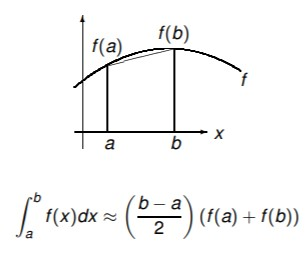 f(a) f(b)
f
x
a b
∫_a^b f(x)dx ≈ ((b − a)/2) (f(a) + f(b))